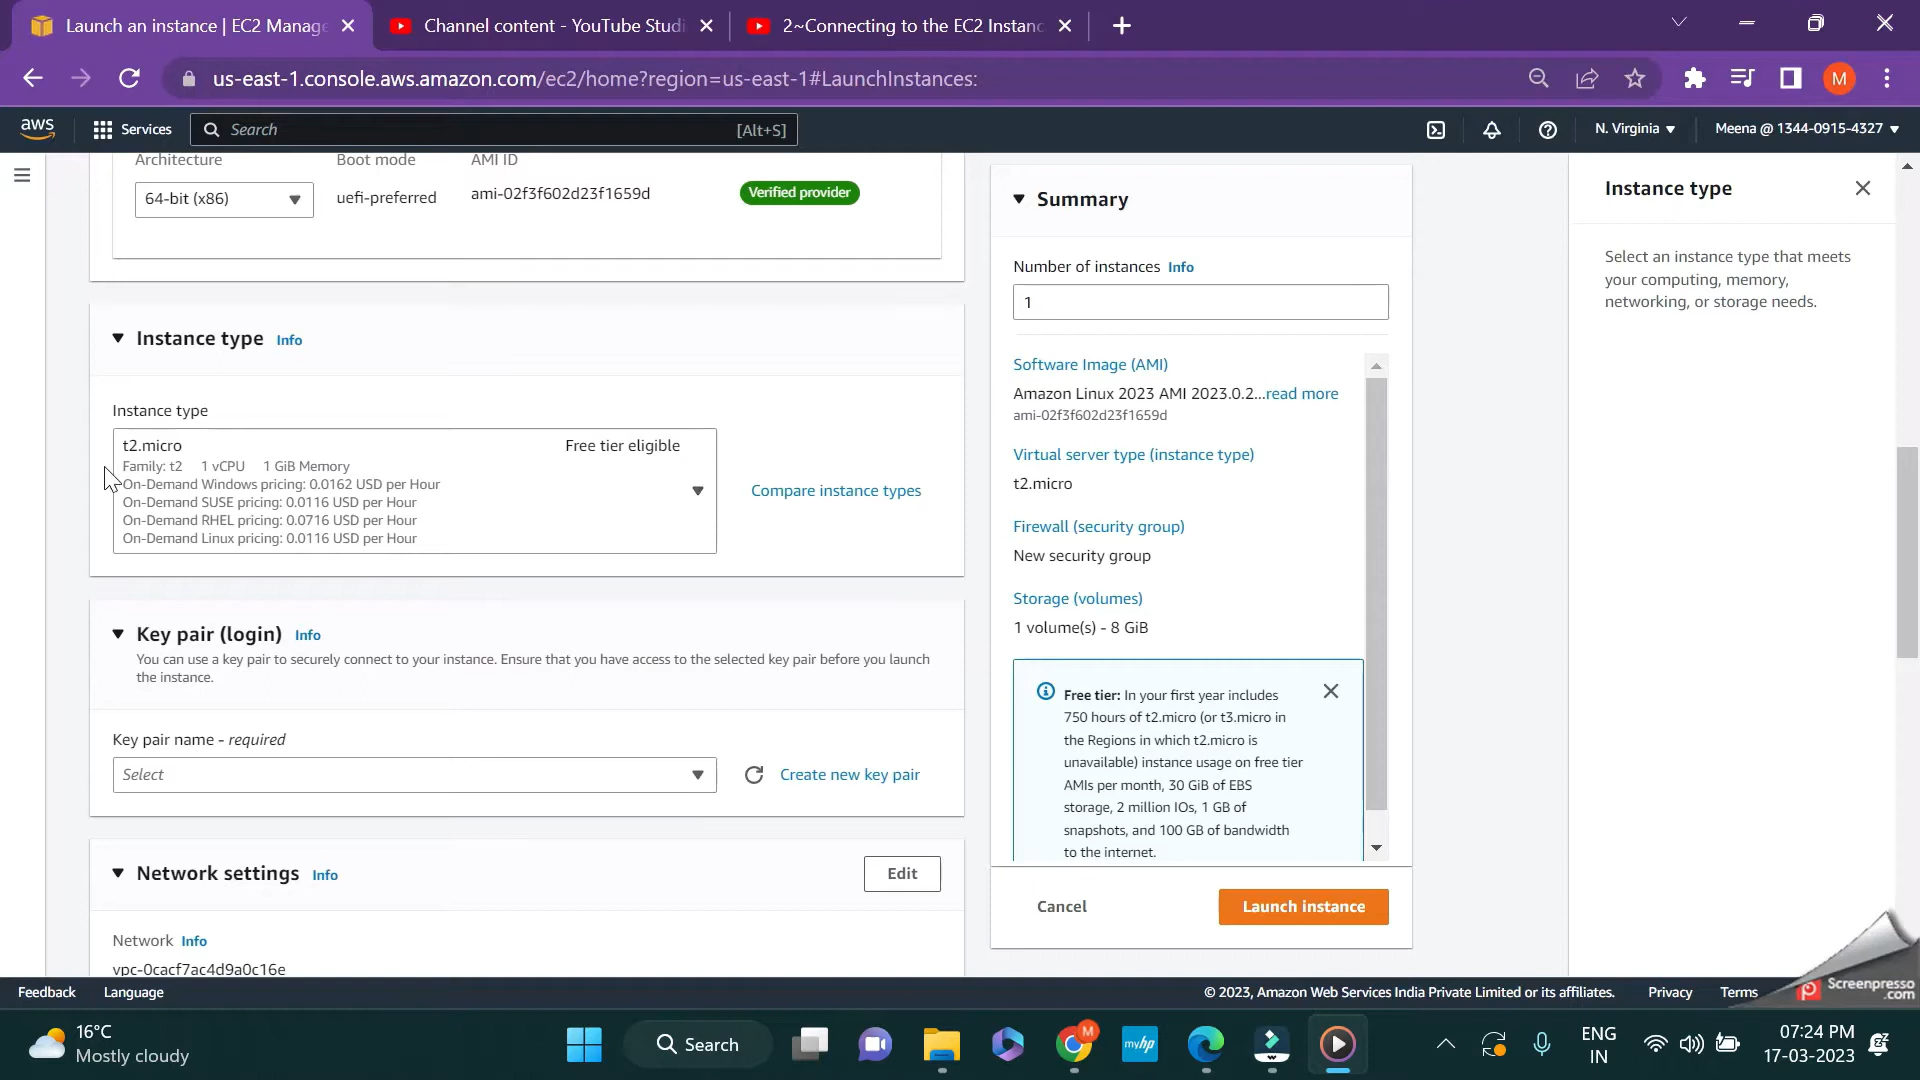 Launch an instance | EC2 Manage
Channel content - YouTube Studi
2~Connecting to the EC2 Instanc
us-east-1.console.aws.amazon.com/ec2/home?region=us-east-1#LaunchInstances:
M
aws
Services
Search
[Alt+S]
N. Virginia
Meena @ 1344-0915-4327
Architecture
Boot mode
AMI ID
64-bit (x86)
uefi-preferred
ami-02f3f602d23f1659d
Verified provider
Instance type Info
Instance type
t2.micro
Free tier eligible
Family: t2 1 vCPU 1 GiB Memory
On-Demand Windows pricing: 0.0162 USD per Hour
On-Demand SUSE pricing: 0.0116 USD per Hour
On-Demand RHEL pricing: 0.0716 USD per Hour
On-Demand Linux pricing: 0.0116 USD per Hour
Compare instance types
Key pair (login) Info
You can use a key pair to securely connect to your instance. Ensure that you have access to the selected key pair before you launch
the instance.
Key pair name - required
Select
Create new key pair
Network settings Info
Edit
Network Info
vpc-0cacf7ac4d9a0c16e
Summary
Number of instances Info
1
Software Image (AMI)
Amazon Linux 2023 AMI 2023.0.2...read more
ami-02f3f602d23f1659d
Virtual server type (instance type)
t2.micro
Firewall (security group)
New security group
Storage (volumes)
1 volume(s) - 8 GiB
Free tier: In your first year includes
750 hours of t2.micro (or t3.micro in
the Regions in which t2.micro is
unavailable) instance usage on free tier
AMIs per month, 30 GiB of EBS
storage, 2 million IOs, 1 GB of
snapshots, and 100 GB of bandwidth
to the internet.
Cancel
Launch instance
Instance type
Select an instance type that meets
your computing, memory,
networking, or storage needs.
Feedback
Language
© 2023, Amazon Web Services India Private Limited or its affiliates.
Privacy
Terms
Screenpresso
.com
16°C
Mostly cloudy
Search
M
myhp
ENG
IN
07:24 PM
17-03-2023